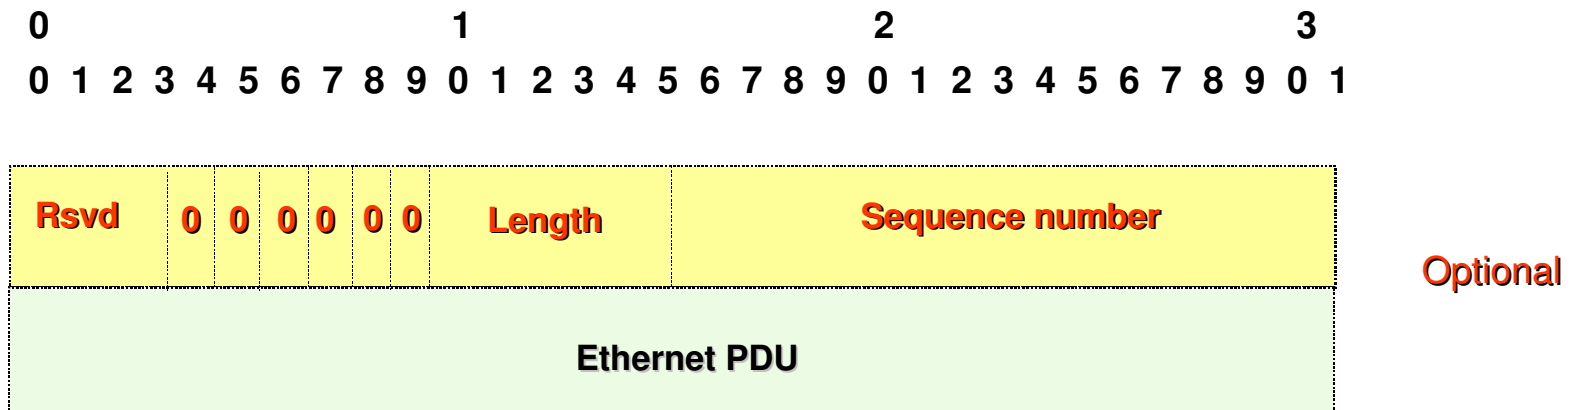 0 1 2 3
0 1 2 3 4 5 6 7 8 9 0 1 2 3 4 5 6 7 8 9 0 1 2 3 4 5 6 7 8 9 0 1
Rsvd 0 0 0 0 0 0 Length Sequence number
Optional
Ethernet PDU